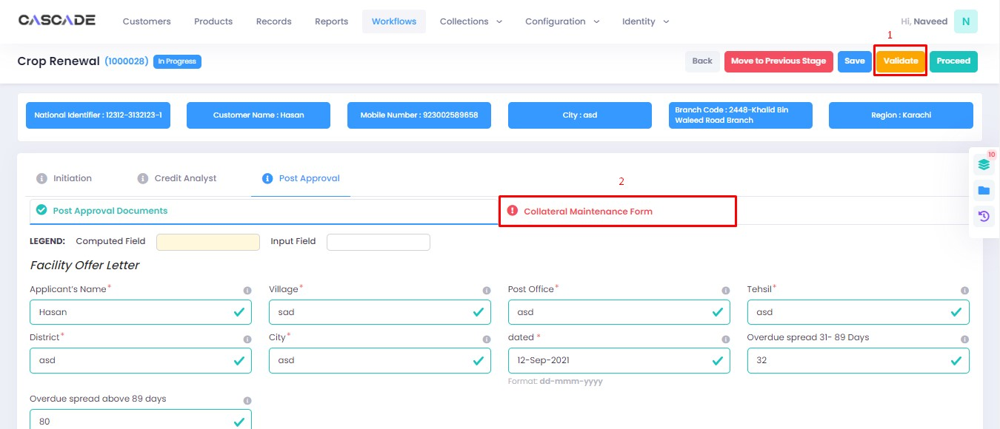 CASCADE
Customers Products Records Reports Workflows Collections Configuration Identity Hi, Naveed N
1
Crop Renewal (1000028) In Progress Back Move to Previous Stage Save Validate Proceed
National Identifier : 12312-3132123-1 Customer Name : Hasan Mobile Number : 923002589658 City : asd Branch Code : 2448-Khalid Bin Waleed Road Branch Region : Karachi
10
Initiation Credit Analyst Post Approval
2
Post Approval Documents Collateral Maintenance Form
LEGEND: Computed Field Input Field
Facility Offer Letter
Applicant's Name* Village* Post Office* Tehsil*
Hasan sad asd asd
District* City* dated * Overdue spread 31- 89 Days
asd asd 12-Sep-2021 32
Format: dd-mmm-yyyy
Overdue spread above 89 days
80